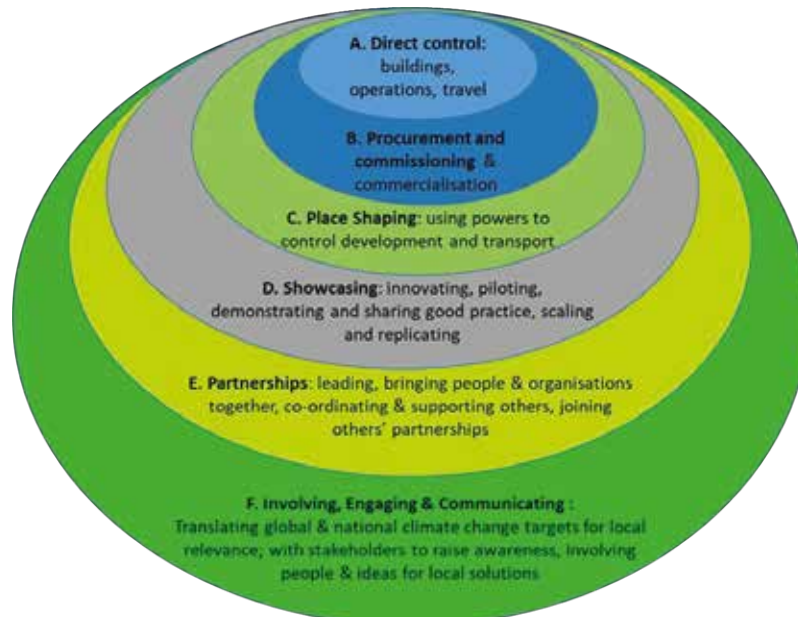 A. Direct control:
buildings,
operations, travel
B. Procurement and
commissioning &
commercialisation
C. Place Shaping: using powers to
control development and transport
D. Showcasing: innovating, piloting,
demonstrating and sharing good practice, scaling
and replicating
E. Partnerships: leading, bringing people & organisations
together, co-ordinating & supporting others, joining
others’ partnerships
F. Involving, Engaging & Communicating :
Translating global & national climate change targets for local
relevance; with stakeholders to raise awareness, involving
people & ideas for local solutions